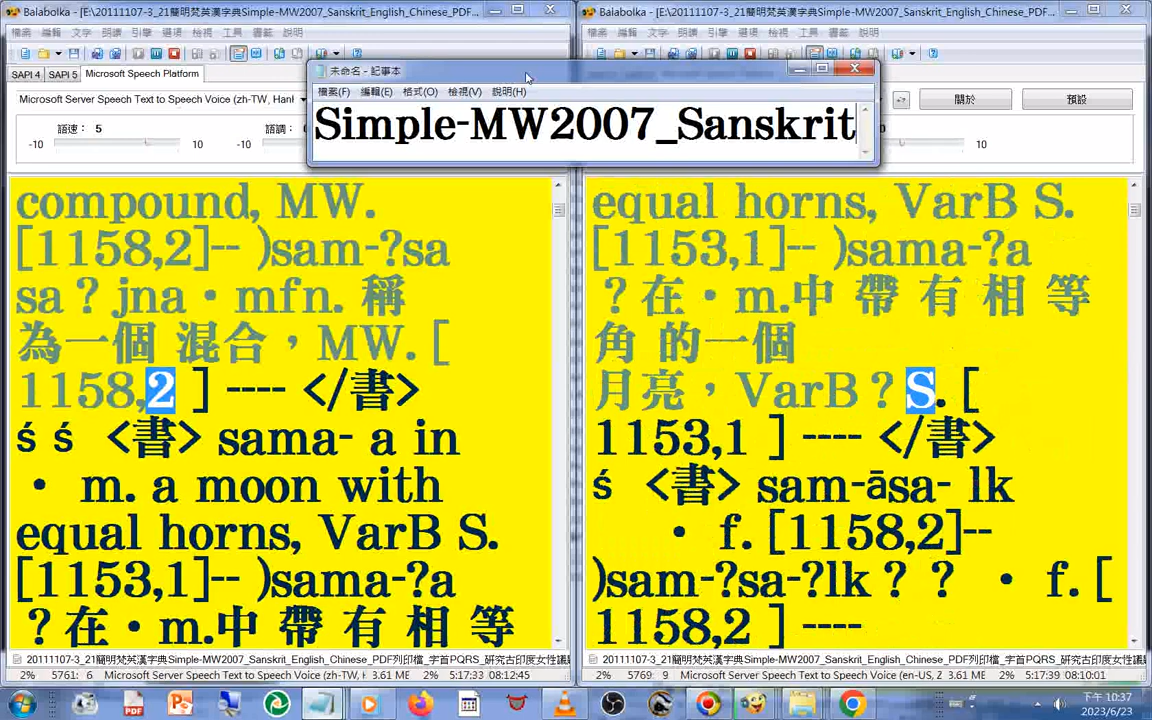 Balabolka - [E:\20111107-3_21簡明梵英漢字典Simple-MW2007_Sanskrit_English_Chinese_PDF...
檔案 編輯 文字 朗讀 引擎 選項 檢視 工具 書籤 說明
SAPI 4 SAPI 5 Microsoft Speech Platform
Microsoft Server Speech Text to Speech Voice (zh-TW, Han
語速： 5
語調：
-10 10
Balabolka - [E:\20111107-3_21簡明梵英漢字典Simple-MW2007_Sanskrit_English_Chinese_PDF...
關於 預設
10
未命名 - 記事本
檔案(F) 編輯(E) 格式(O) 檢視(V) 說明(H)
Simple-MW2007_Sanskrit
compound, MW.
[1158,2]-- )sam-?sa
sa？jna • mfn. 稱
為一個 混合，MW. [
1158,2 ] ---- </書>
ś ś <書> sama- a in
• m. a moon with
equal horns, VarB S.
[1153,1]-- )sama-?a
？在 • m.中 帶 有 相 等
equal horns, VarB S.
[1153,1]-- )sama-?a
？在 • m.中 帶 有 相 等
角 的一個
月亮，VarB？S. [
1153,1 ] ---- </書>
ś <書> sam-āsa- lk
• f. [1158,2]--
)sam-?sa-?lk？？ • f. [
1158,2 ] ----
20111107-3_21簡明梵英漢字典Simple-MW2007_Sanskrit_English_Chinese_PDF列印檔_字首PQRS_研究古印度女性議
2% 5761: 6 Microsoft Server Speech Text to Speech Voice (zh-TW, 3.61 ME 2% 5:17:33 08:12:45
20111107-3_21簡明梵英漢字典Simple-MW2007_Sanskrit_English_Chinese_PDF列印檔_字首PQRS_研究古印度女性議
2% 5769: 9 Microsoft Server Speech Text to Speech Voice (en-US, 3.61 ME 2% 5:17:39 08:10:01
下午 10:37
2023/6/23